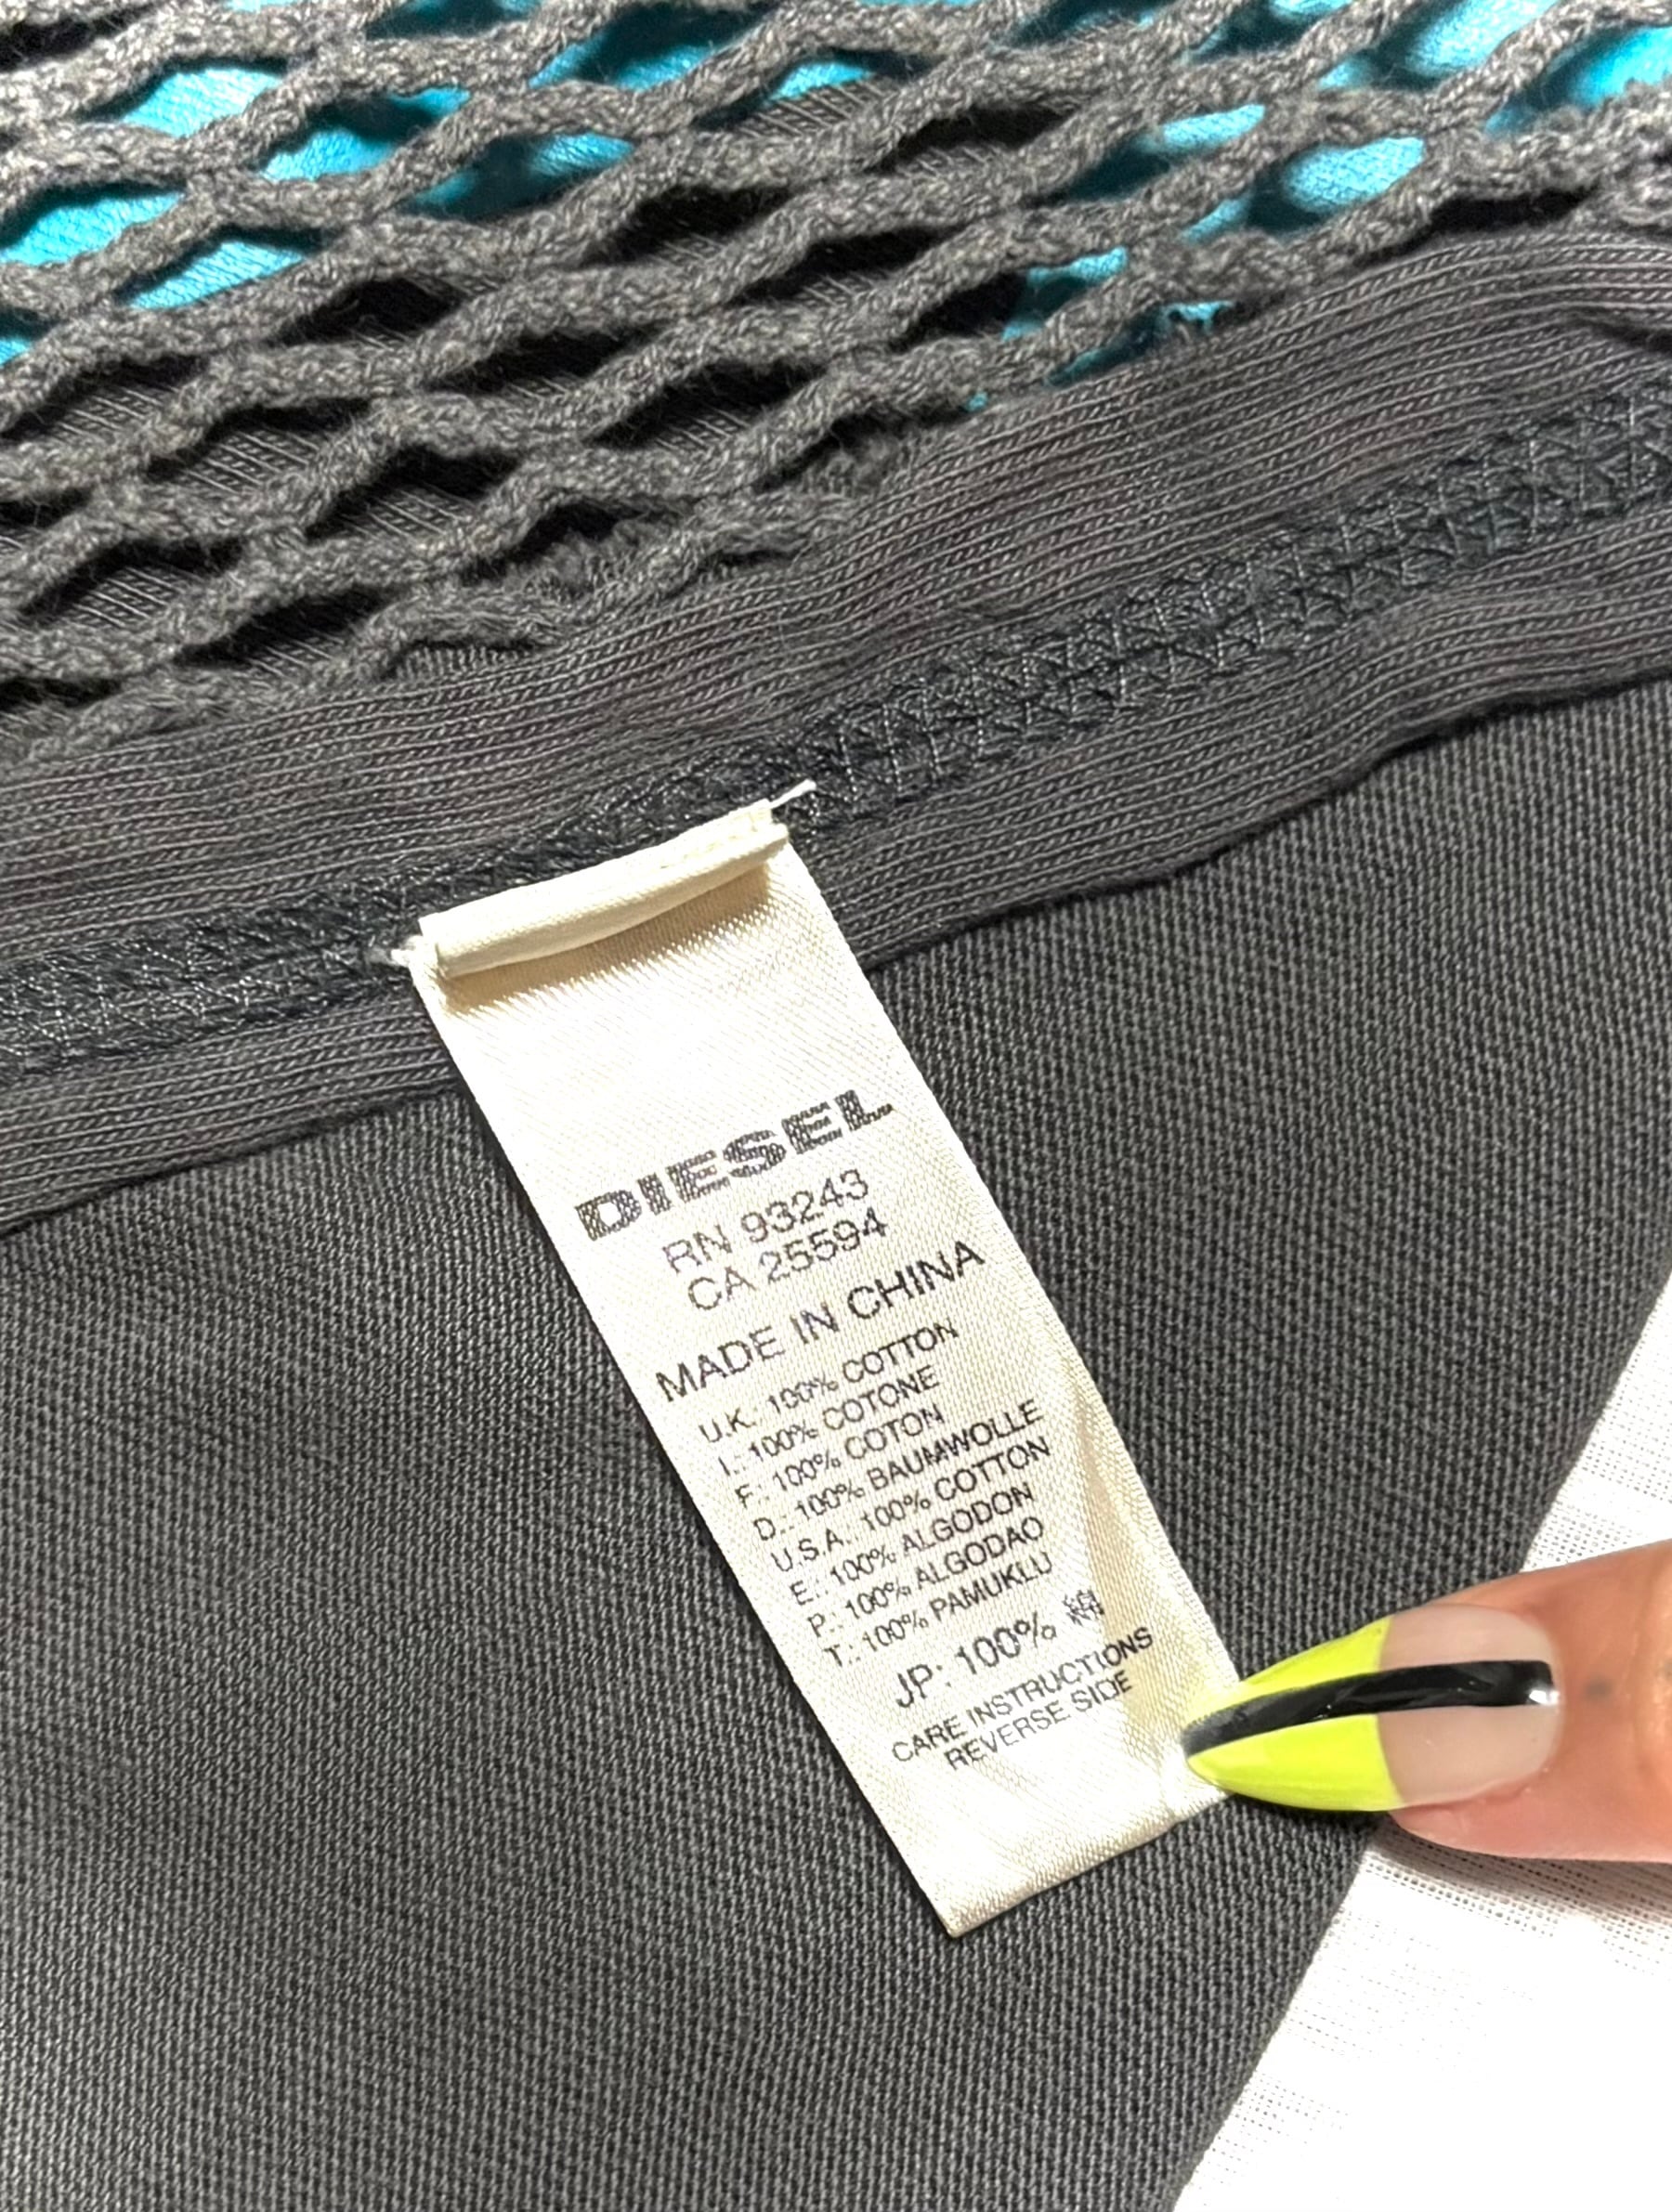 DIESEL
RN 93243
CA 25594
MADE IN CHINA
U.K.: 100% COTTON
I.: 100% COTONE
F.: 100% COTON
D.: 100% BAUMWOLLE
U.S.A.: 100% COTTON
E.: 100% ALGODON
P.: 100% ALGODAO
T.: 100% PAMUKLU
JP: 100% 綿
CARE INSTRUCTIONS
REVERSE SIDE